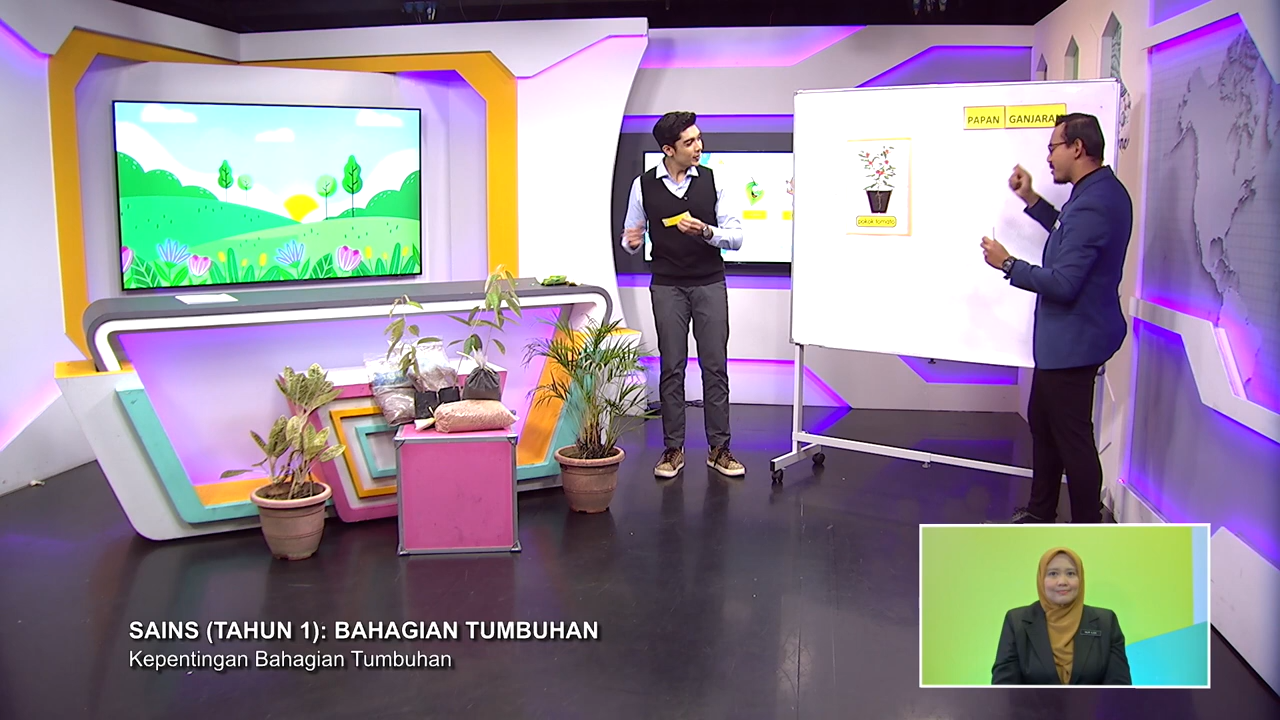 PAPAN GANJARAN
pokok tomato
SAINS (TAHUN 1): BAHAGIAN TUMBUHAN
Kepentingan Bahagian Tumbuhan